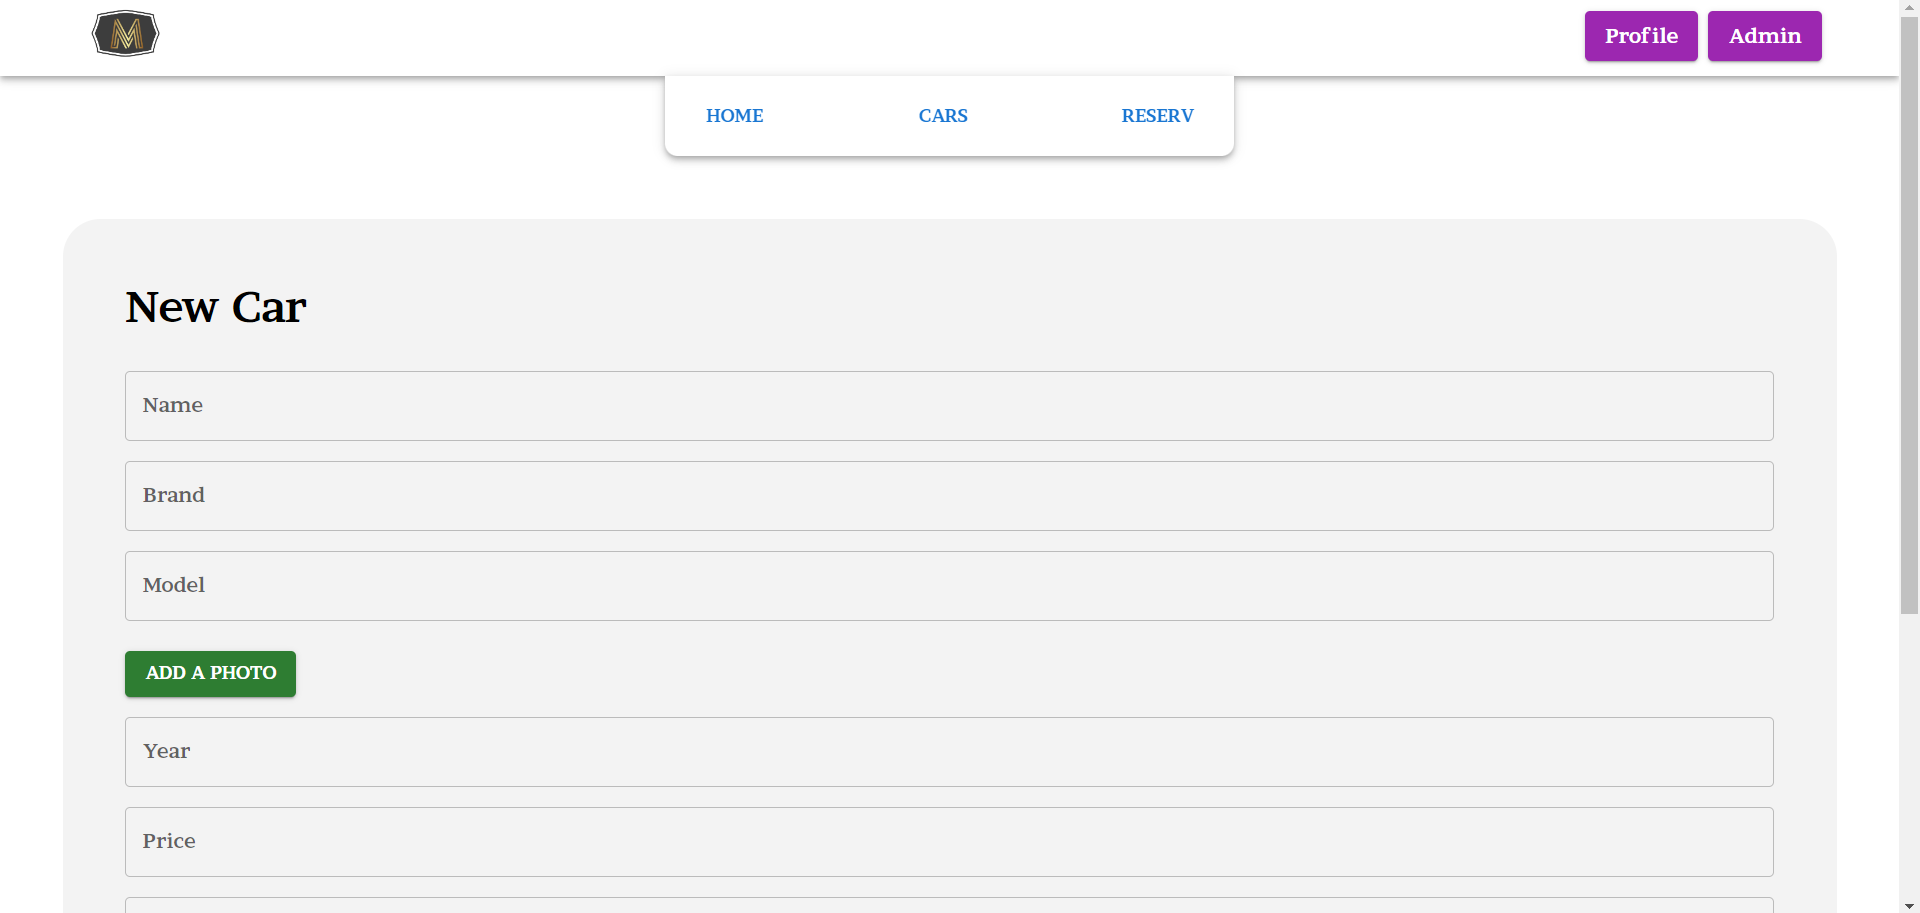 M
Profile
Admin
HOME
CARS
RESERV
New Car
Name
Brand
Model
ADD A PHOTO
Year
Price